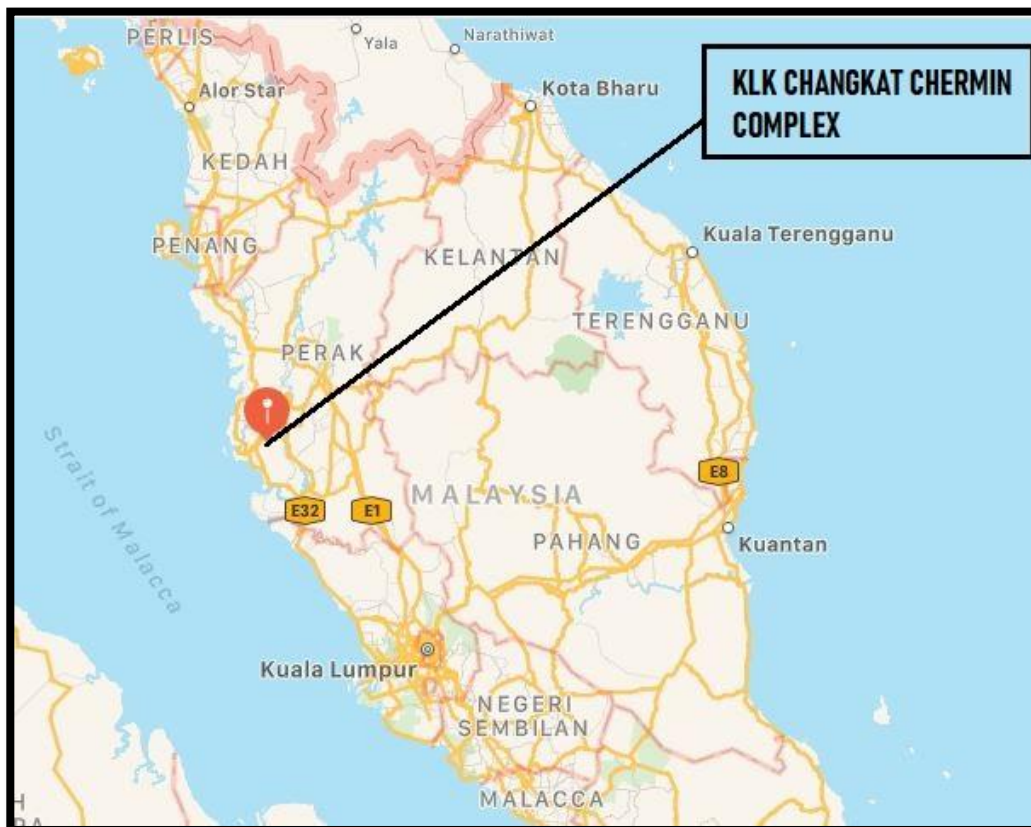 PERLIS
Yala
Narathiwat
Alor Star
Kota Bharu
KLK CHANGKAT CHERMIN
COMPLEX
KEDAH
PENANG
KELANTAN
Kuala Terengganu
TERENGGANU
PERAK
Strait of Malacca
E8
MALAYSIA
E32
E1
PAHANG
Kuantan
Kuala Lumpur
NEGERI
SEMBILAN
MALACCA